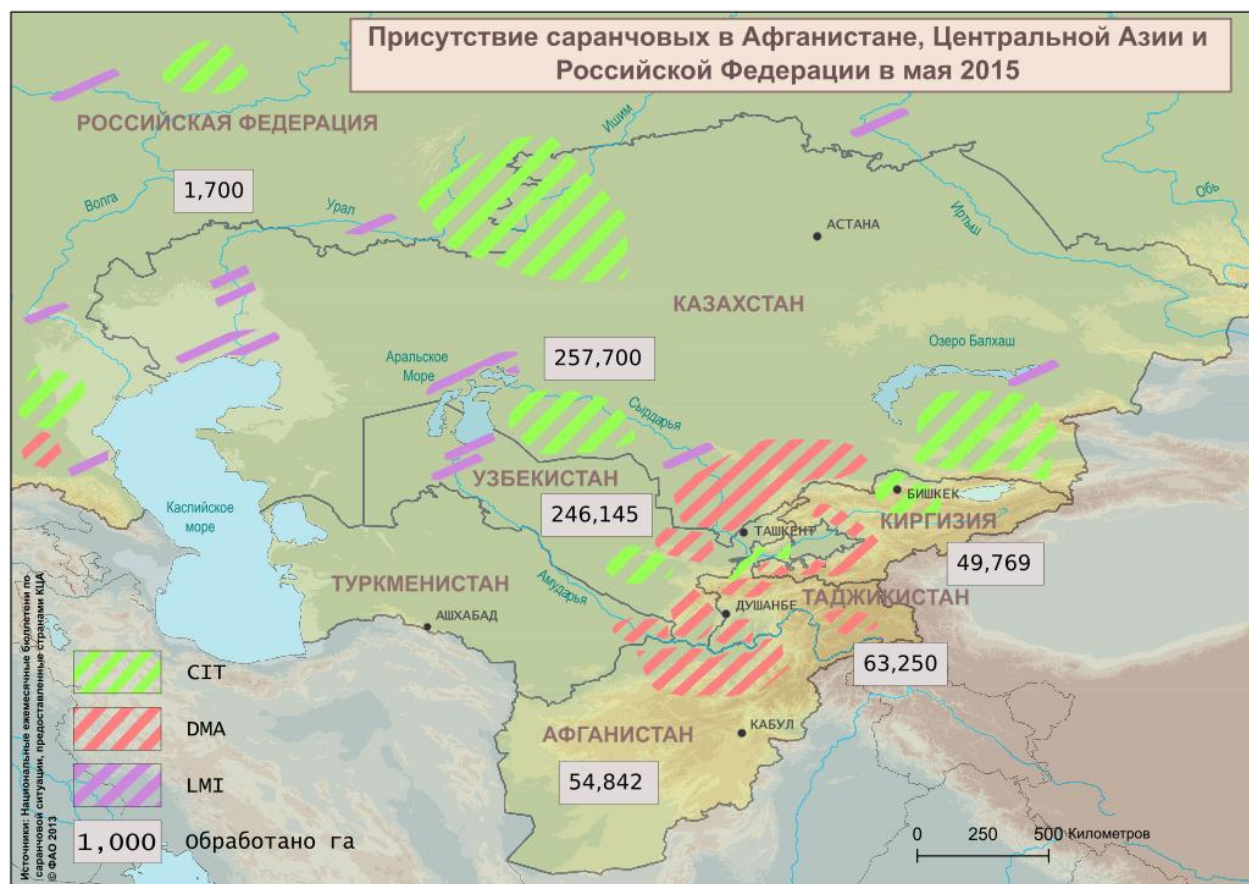 Присутствие саранчовых в Афганистане, Центральной Азии и
Российской Федерации в мая 2015
РОССИЙСКАЯ ФЕДЕРАЦИЯ
Ишим
1,700
Волга
Урал
Обь
Иртыш
АСТАНА
КАЗАХСТАН
257,700
Аральское
Море
Озеро Балхаш
Сырдарья
УЗБЕКИСТАН
246,145
Каспийское
море
БИШКЕК
КИРГИЗИЯ
ТАШКЕНТ
49,769
ТУРКМЕНИСТАН
Амударья
АШХАБАД
ДУШАНБЕ
ТАДЖИКИСТАН
63,250
АФГАНИСТАН
КАБУЛ
54,842
CIT
DMA
LMI
1,000 Обработано га
0 250 500 Километров
Источники: Национальные ежемесячные бюллетени по-
саранчовой ситуации, предоставленные странами КЦА
© ФАО 2013